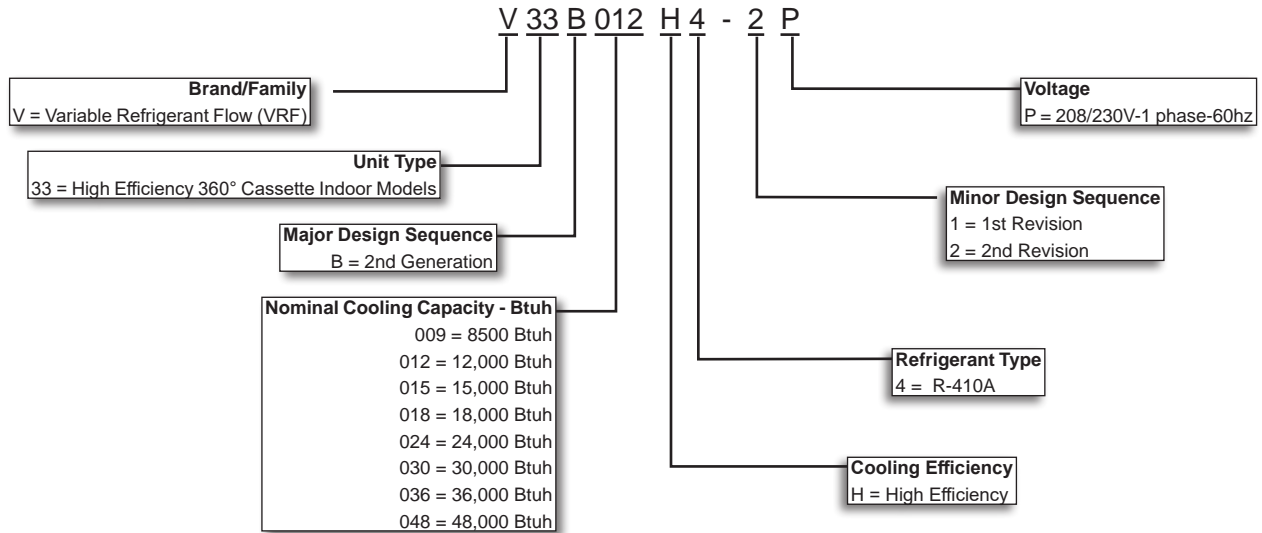 V 33 B 012 H 4 - 2 P
Brand/Family
V = Variable Refrigerant Flow (VRF)
Unit Type
33 = High Efficiency 360° Cassette Indoor Models
Major Design Sequence
B = 2nd Generation
Nominal Cooling Capacity - Btuh
009 = 8500 Btuh
012 = 12,000 Btuh
015 = 15,000 Btuh
018 = 18,000 Btuh
024 = 24,000 Btuh
030 = 30,000 Btuh
036 = 36,000 Btuh
048 = 48,000 Btuh
Voltage
P = 208/230V-1 phase-60hz
Minor Design Sequence
1 = 1st Revision
2 = 2nd Revision
Refrigerant Type
4 = R-410A
Cooling Efficiency
H = High Efficiency